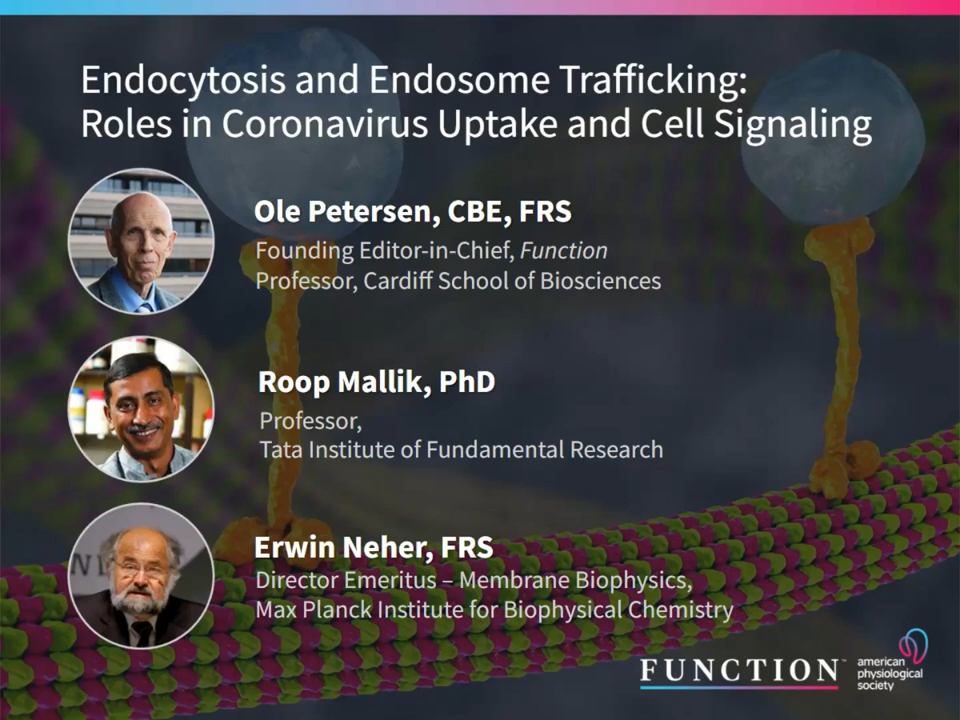 Endocytosis and Endosome Trafficking:
Roles in Coronavirus Uptake and Cell Signaling
Ole Petersen, CBE, FRS
Founding Editor-in-Chief, Function
Professor, Cardiff School of Biosciences
Roop Mallik, PhD
Professor,
Tata Institute of Fundamental Research
Erwin Neher, FRS
Director Emeritus – Membrane Biophysics,
Max Planck Institute for Biophysical Chemistry
FUNCTION™
american
physiological
society